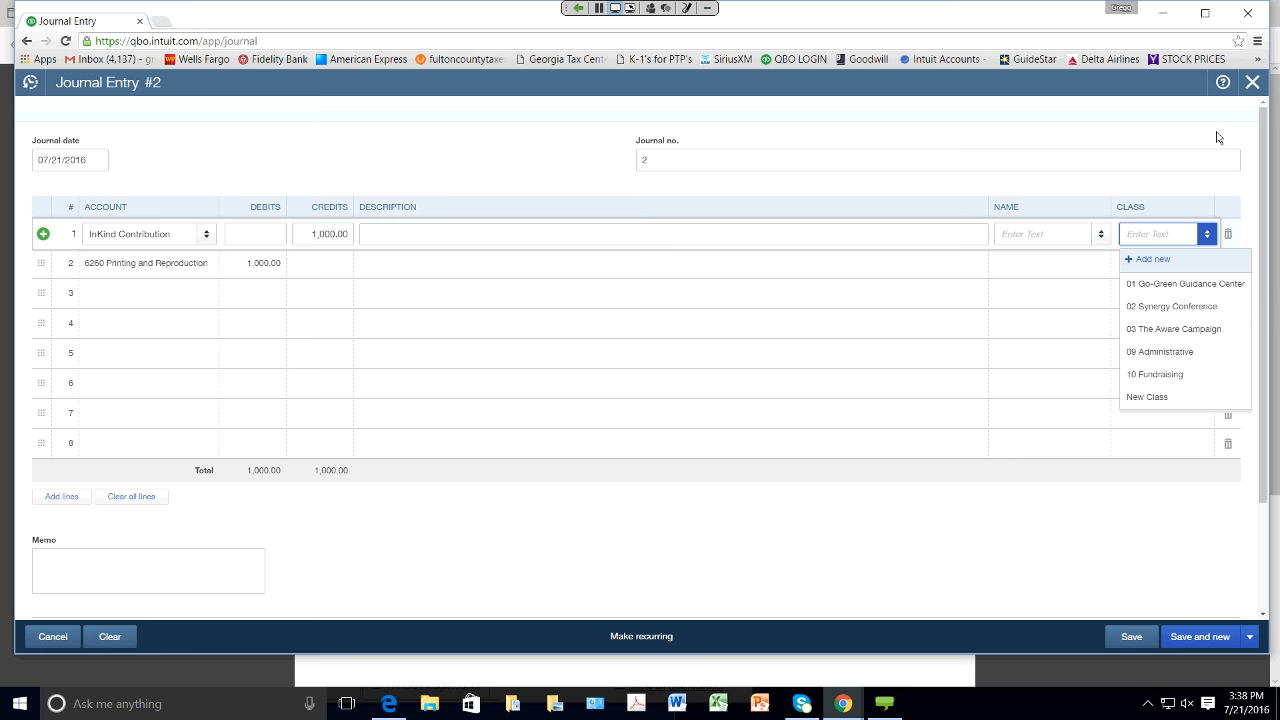 Gregg
Journal Entry
https://qbo.intuit.com/app/journal
Apps
Inbox (4,137) - gr
Wells Fargo
Fidelity Bank
American Express
fultoncountytaxes
Georgia Tax Cente
K-1's for PTP's
SiriusXM
QBO LOGIN
Goodwill
Intuit Accounts -
GuideStar
Delta Airlines
STOCK PRICES
»
Journal Entry #2
Journal date
Journal no.
07/21/2016
2
# ACCOUNT DEBITS CREDITS DESCRIPTION NAME CLASS
1 InKind Contribution 1,000.00 Enter Text Enter Text
+ Add new
2 6260 Printing and Reproduction 1,000.00
01 Go-Green Guidance Center
3
02 Synergy Conference
4
03 The Aware Campaign
5
09 Administrative
6
10 Fundraising
New Class
7
8
Total 1,000.00 1,000.00
Add lines
Clear all lines
Memo
Cancel
Clear
Make recurring
Save
Save and new
Ask me anything
3:38 PM
7/21/2016